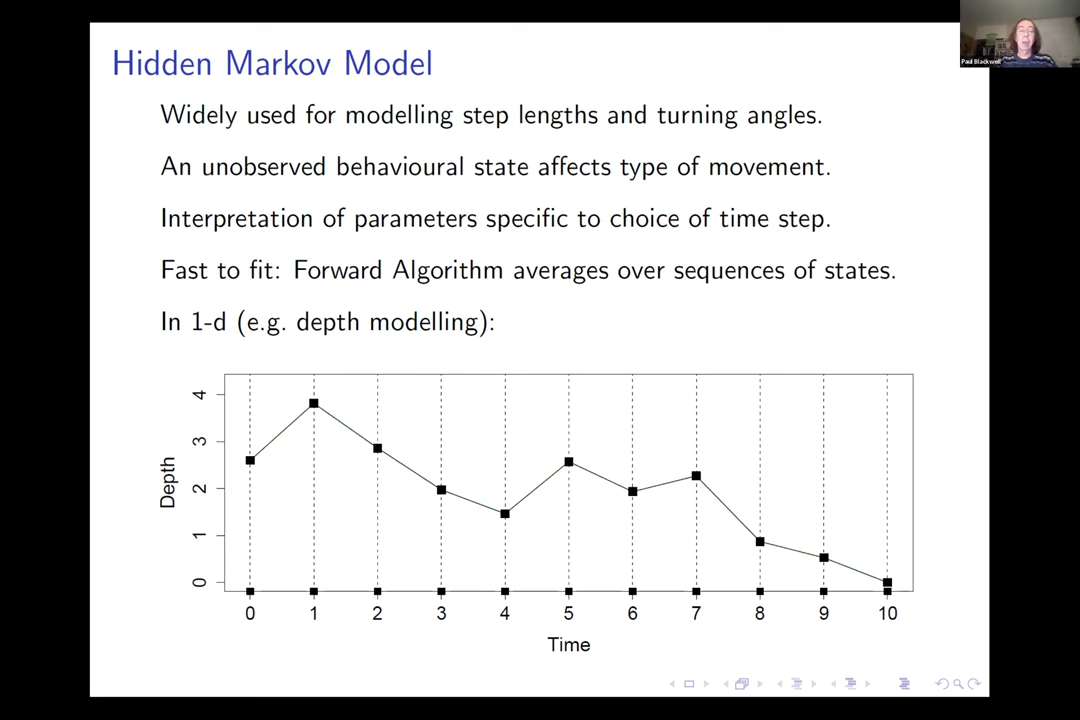 Hidden Markov Model
Paul Blackwell
Widely used for modelling step lengths and turning angles.
An unobserved behavioural state affects type of movement.
Interpretation of parameters specific to choice of time step.
Fast to fit: Forward Algorithm averages over sequences of states.
In 1-d (e.g. depth modelling):
4
3
2
1
0
Depth
0 1 2 3 4 5 6 7 8 9 10
Time